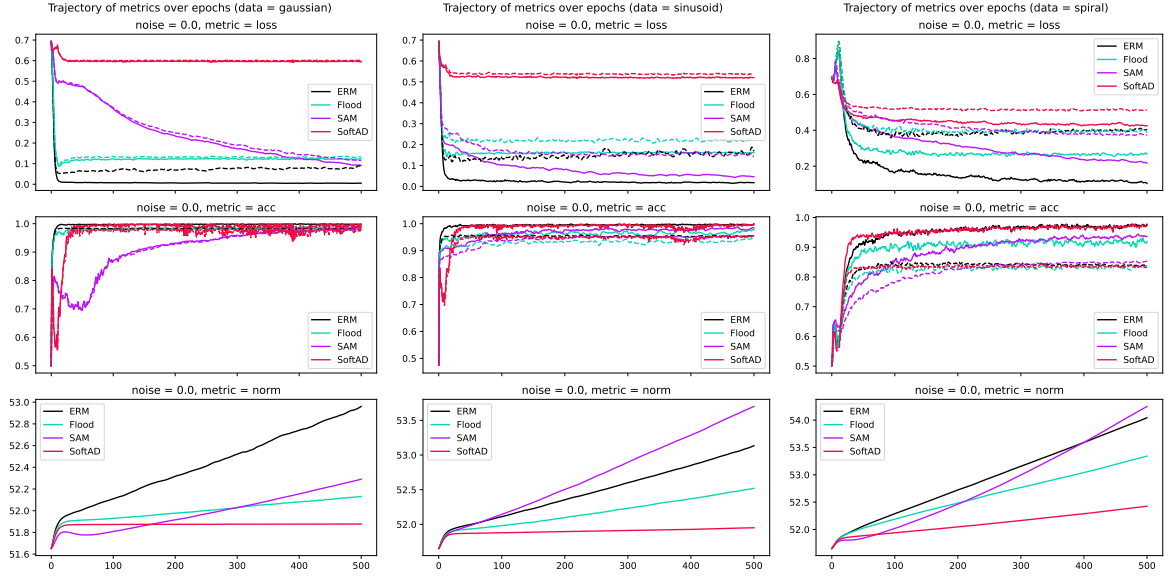 Trajectory of metrics over epochs (data = gaussian)
noise = 0.0, metric = loss
0.7
0.6
0.5
0.4
0.3
0.2
0.1
0.0
ERM
Flood
SAM
SoftAD
noise = 0.0, metric = acc
1.0
0.9
0.8
0.7
0.6
0.5
ERM
Flood
SAM
SoftAD
noise = 0.0, metric = norm
53.0
52.8
52.6
52.4
52.2
52.0
51.8
51.6
ERM
Flood
SAM
SoftAD
0
100
200
300
400
500
Trajectory of metrics over epochs (data = sinusoid)
noise = 0.0, metric = loss
0.7
0.6
0.5
0.4
0.3
0.2
0.1
0.0
ERM
Flood
SAM
SoftAD
noise = 0.0, metric = acc
1.0
0.9
0.8
0.7
0.6
0.5
ERM
Flood
SAM
SoftAD
noise = 0.0, metric = norm
53.5
53.0
52.5
52.0
ERM
Flood
SAM
SoftAD
0
100
200
300
400
500
Trajectory of metrics over epochs (data = spiral)
noise = 0.0, metric = loss
0.8
0.6
0.4
0.2
ERM
Flood
SAM
SoftAD
noise = 0.0, metric = acc
1.0
0.9
0.8
0.7
0.6
0.5
ERM
Flood
SAM
SoftAD
noise = 0.0, metric = norm
54.0
53.5
53.0
52.5
52.0
ERM
Flood
SAM
SoftAD
0
100
200
300
400
500